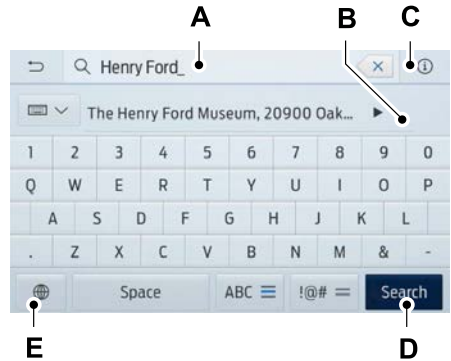 A
B
C
Henry Ford_
The Henry Ford Museum, 20900 Oak...
1 2 3 4 5 6 7 8 9 0
Q W E R T Y U I O P
A S D F G H J K L
. Z X C V B N M & -
Space ABC !@# Search
E
D